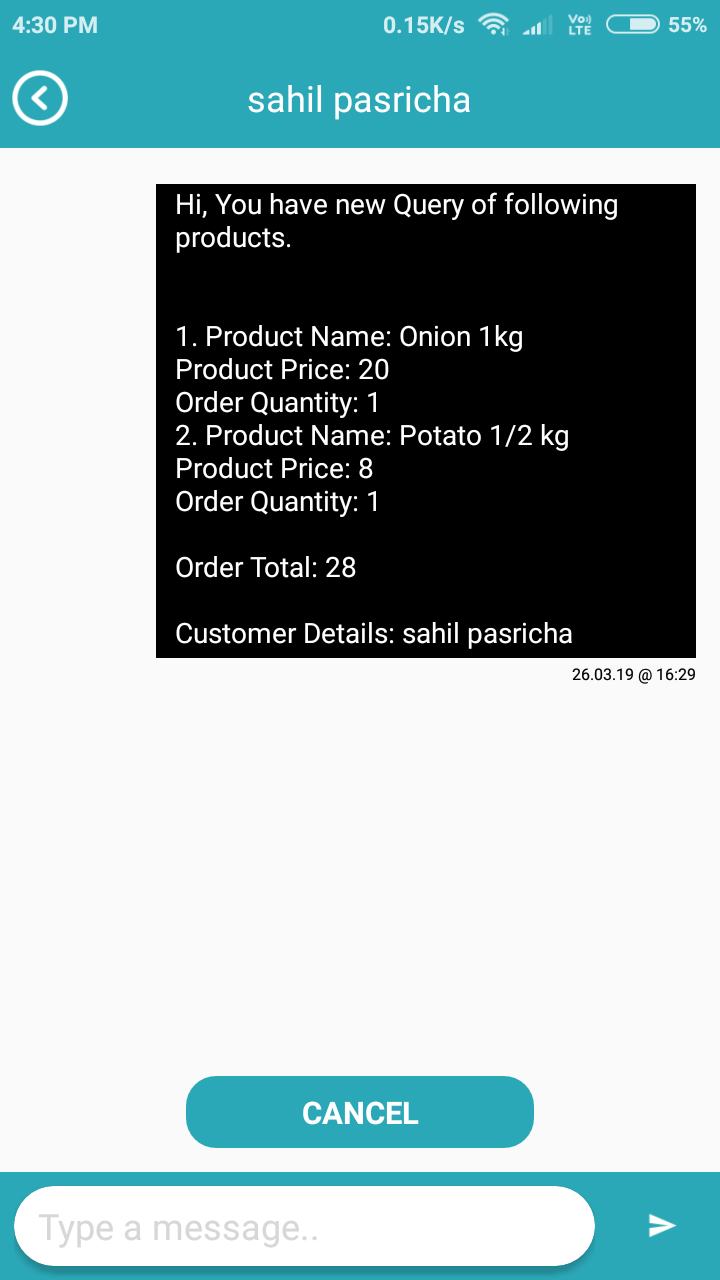 4:30 PM 0.15K/s Vo)) LTE 55%
sahil pasricha
Hi, You have new Query of following
products.
1. Product Name: Onion 1kg
Product Price: 20
Order Quantity: 1
2. Product Name: Potato 1/2 kg
Product Price: 8
Order Quantity: 1
Order Total: 28
Customer Details: sahil pasricha
26.03.19 @ 16:29
CANCEL
Type a message..